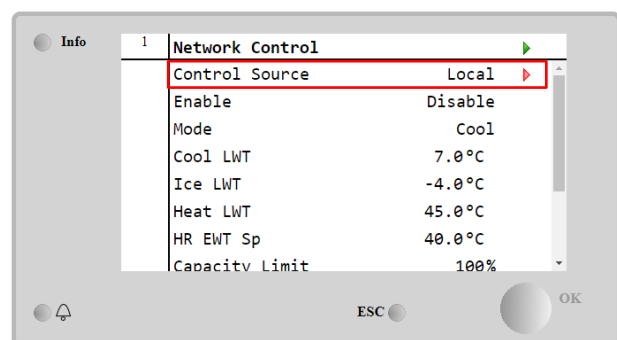 Info
1 Network Control
Control Source Local
Enable Disable
Mode Cool
Cool LWT 7.0°C
Ice LWT -4.0°C
Heat LWT 45.0°C
HR EWT Sp 40.0°C
Capacity Limit 100%
ESC
OK